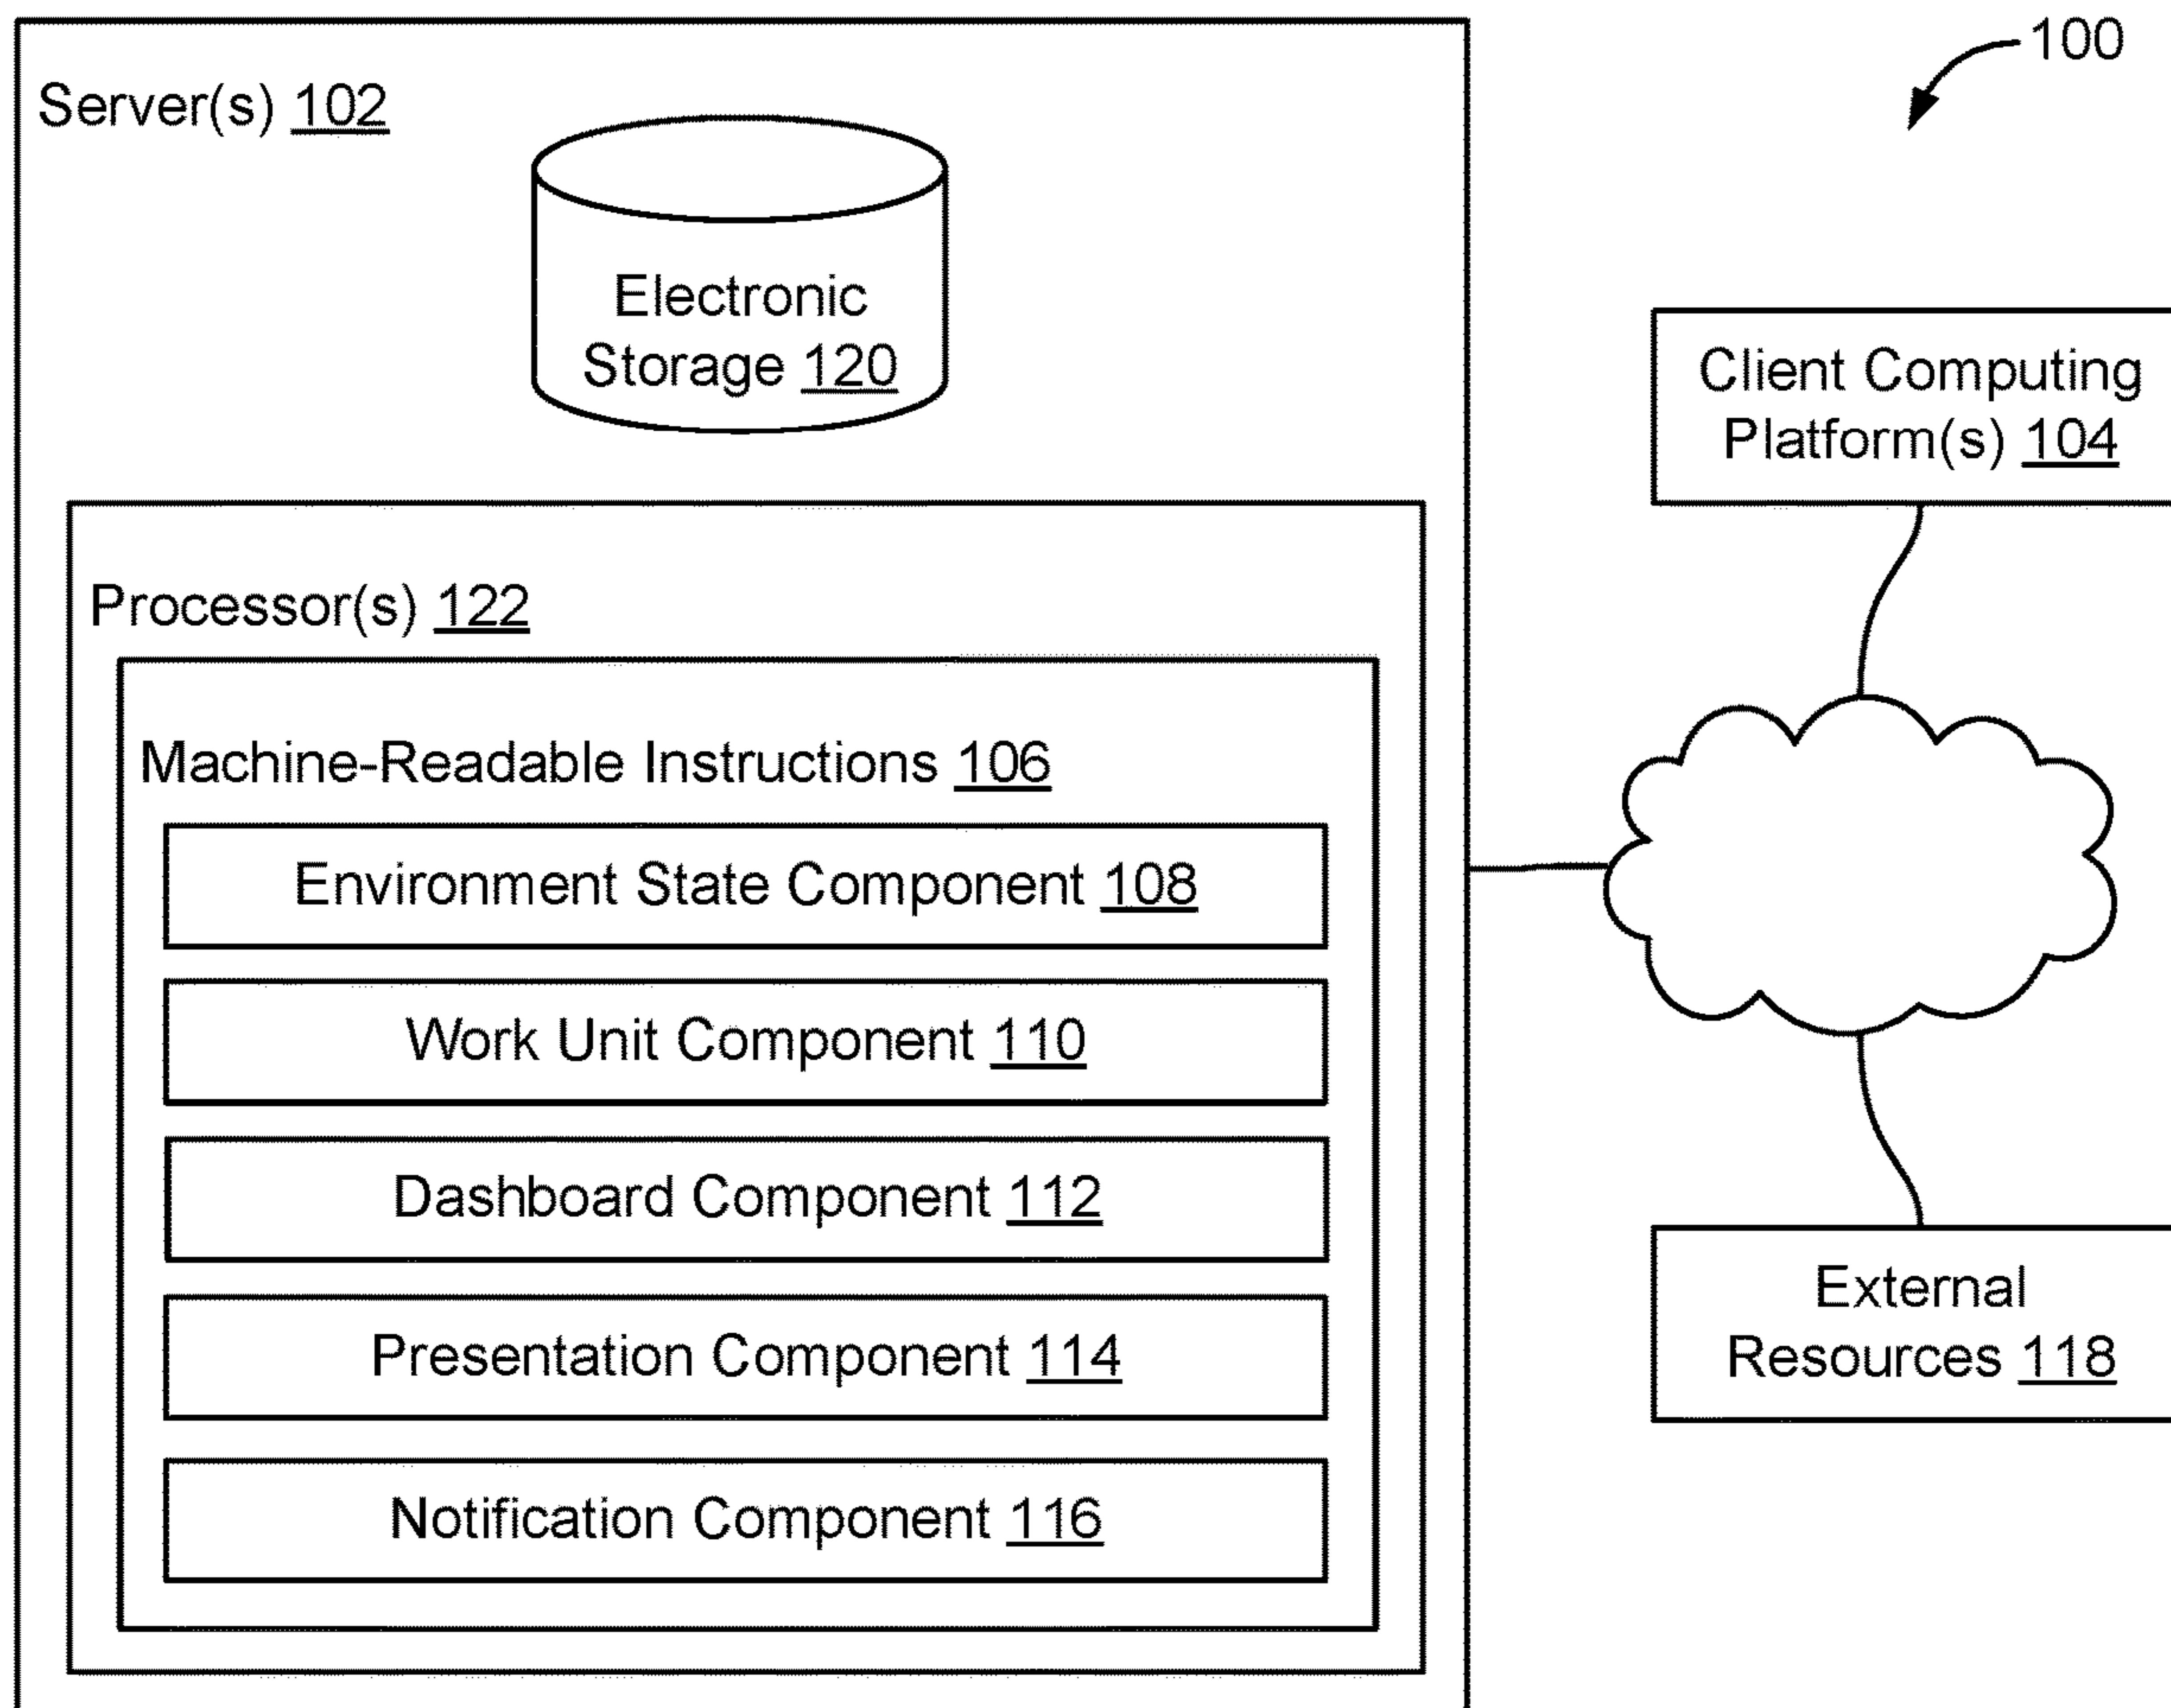 100
Server(s) 102
Electronic
Storage 120
Client Computing
Platform(s) 104
Processor(s) 122
Machine-Readable Instructions 106
Environment State Component 108
Work Unit Component 110
Dashboard Component 112
Presentation Component 114
Notification Component 116
External
Resources 118